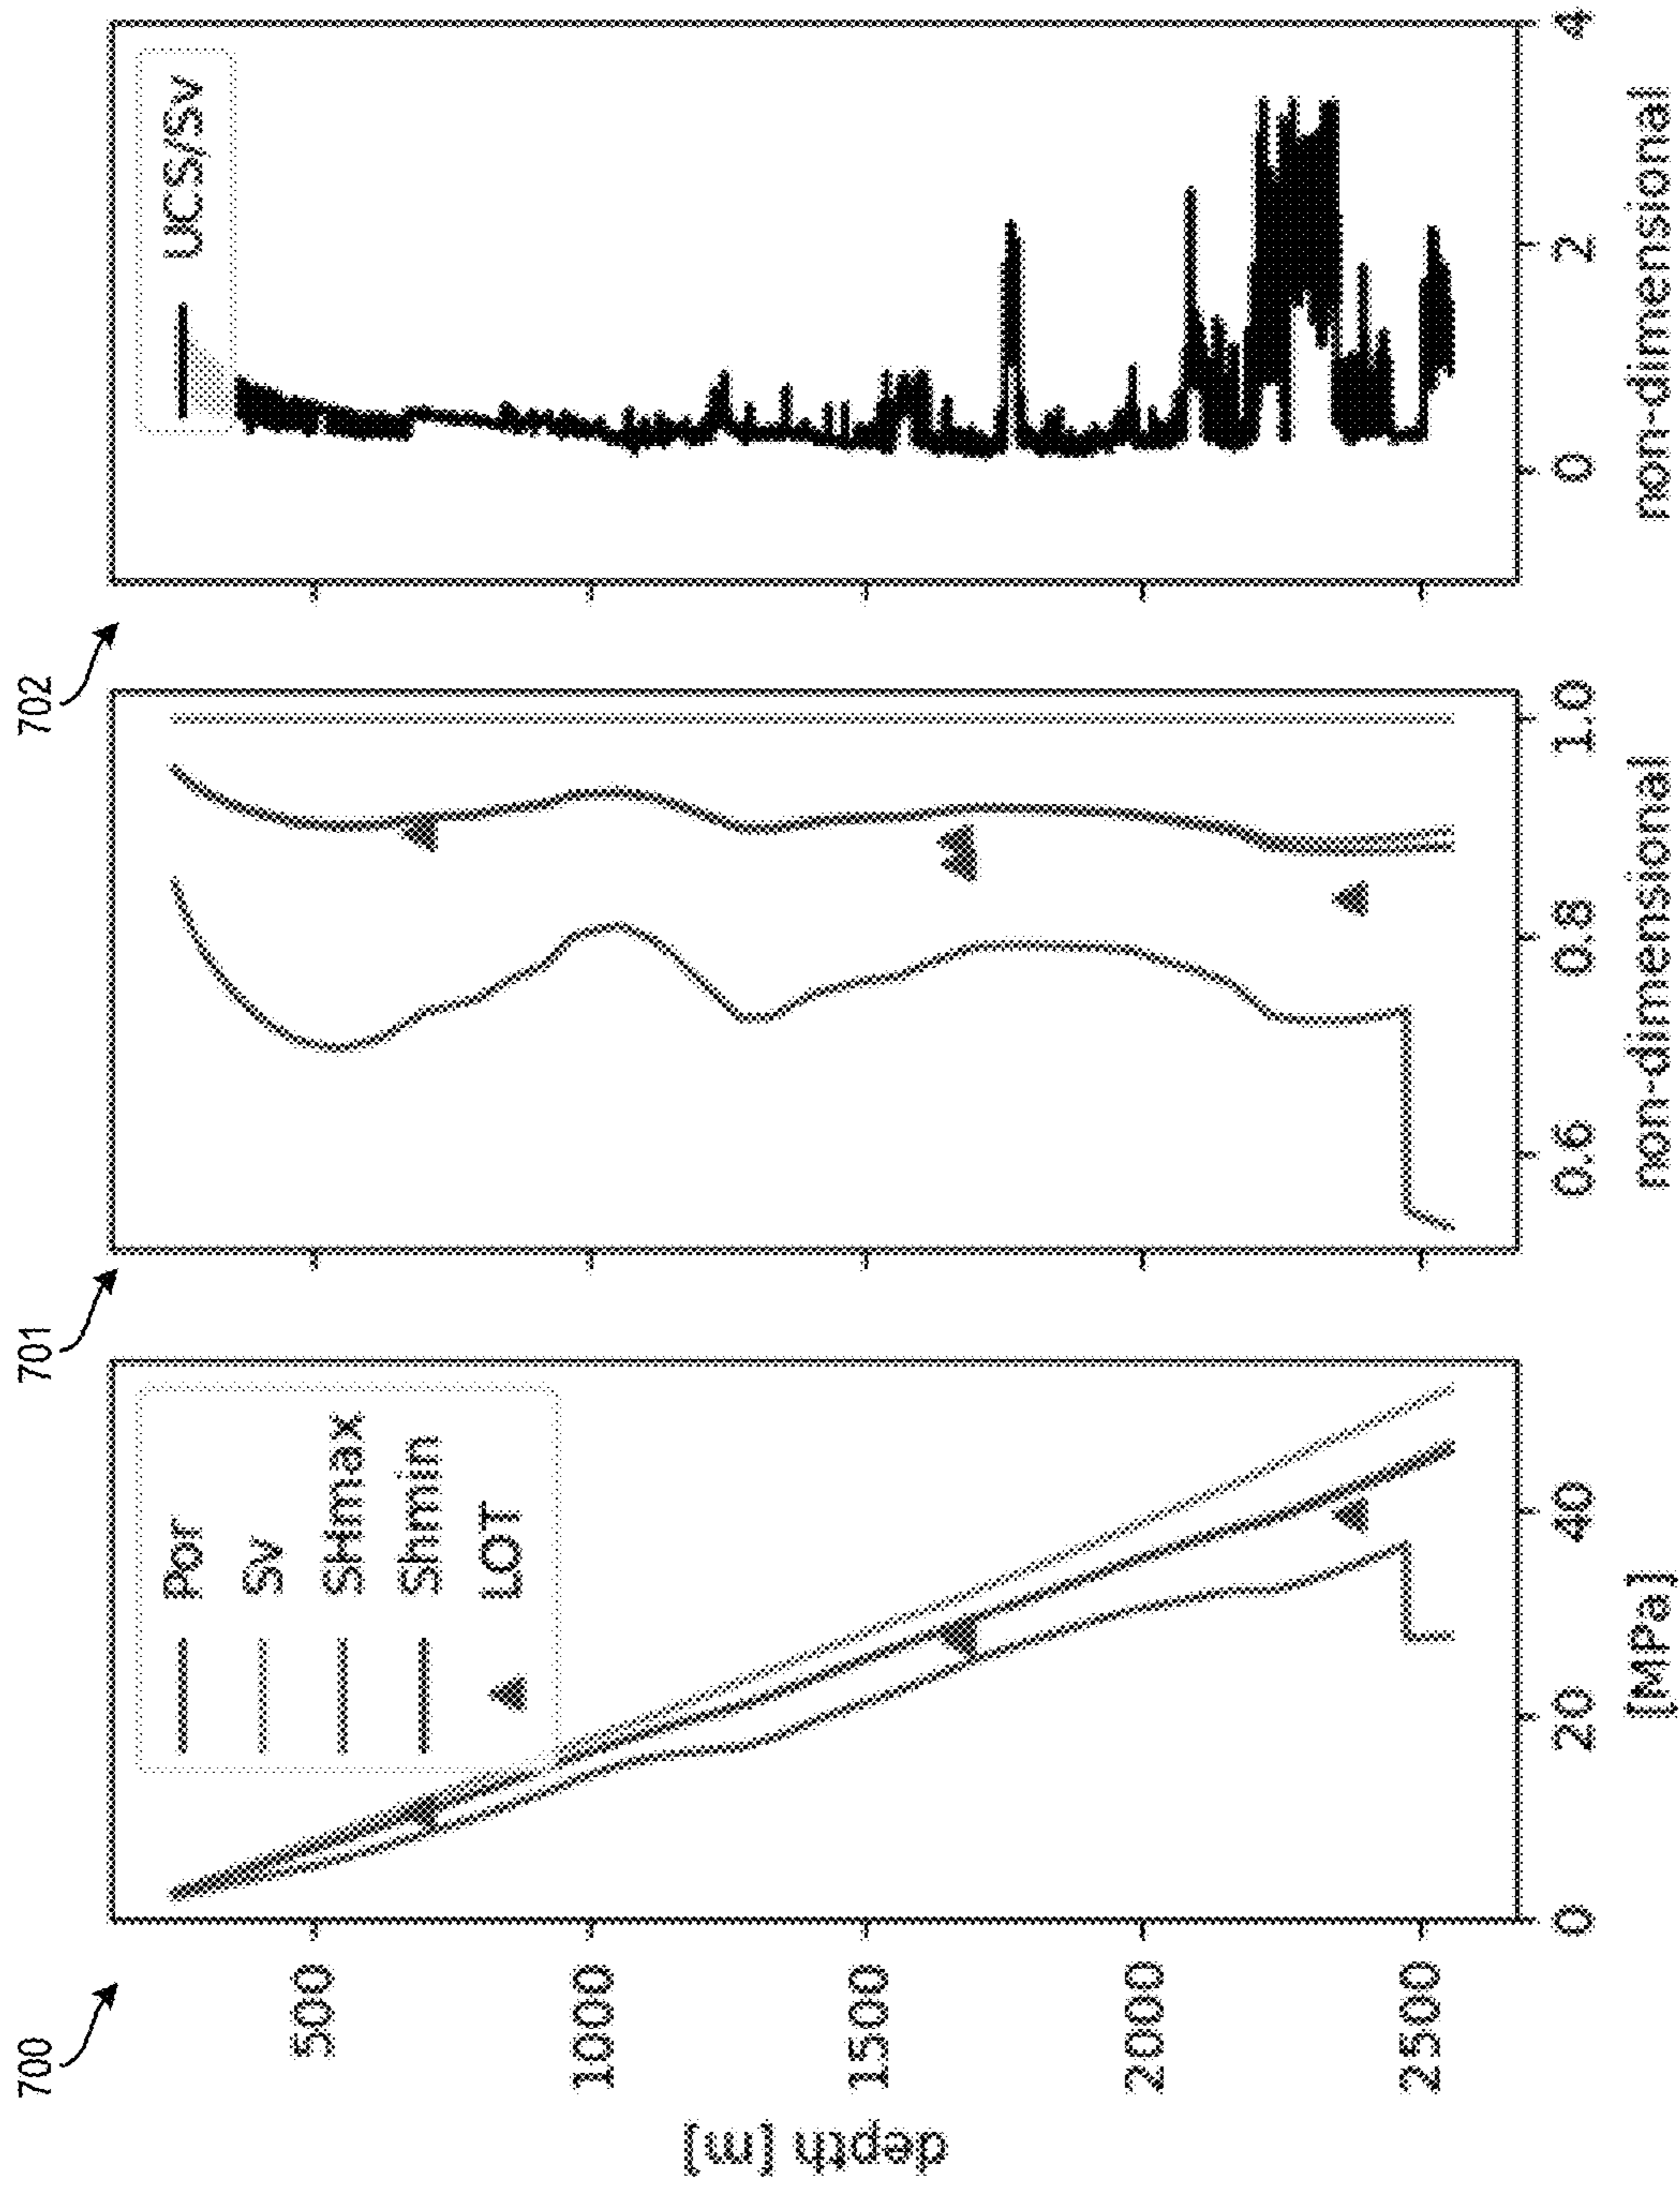 700
701
702
depth [m]
500
1000
1500
2000
2500
Por
Sv
SHmax
Shmin
LOT
0
20
40
[MPa]
0.6
0.8
1.0
non-dimensional
UCS/Sv
0
2
4
non-dimensional